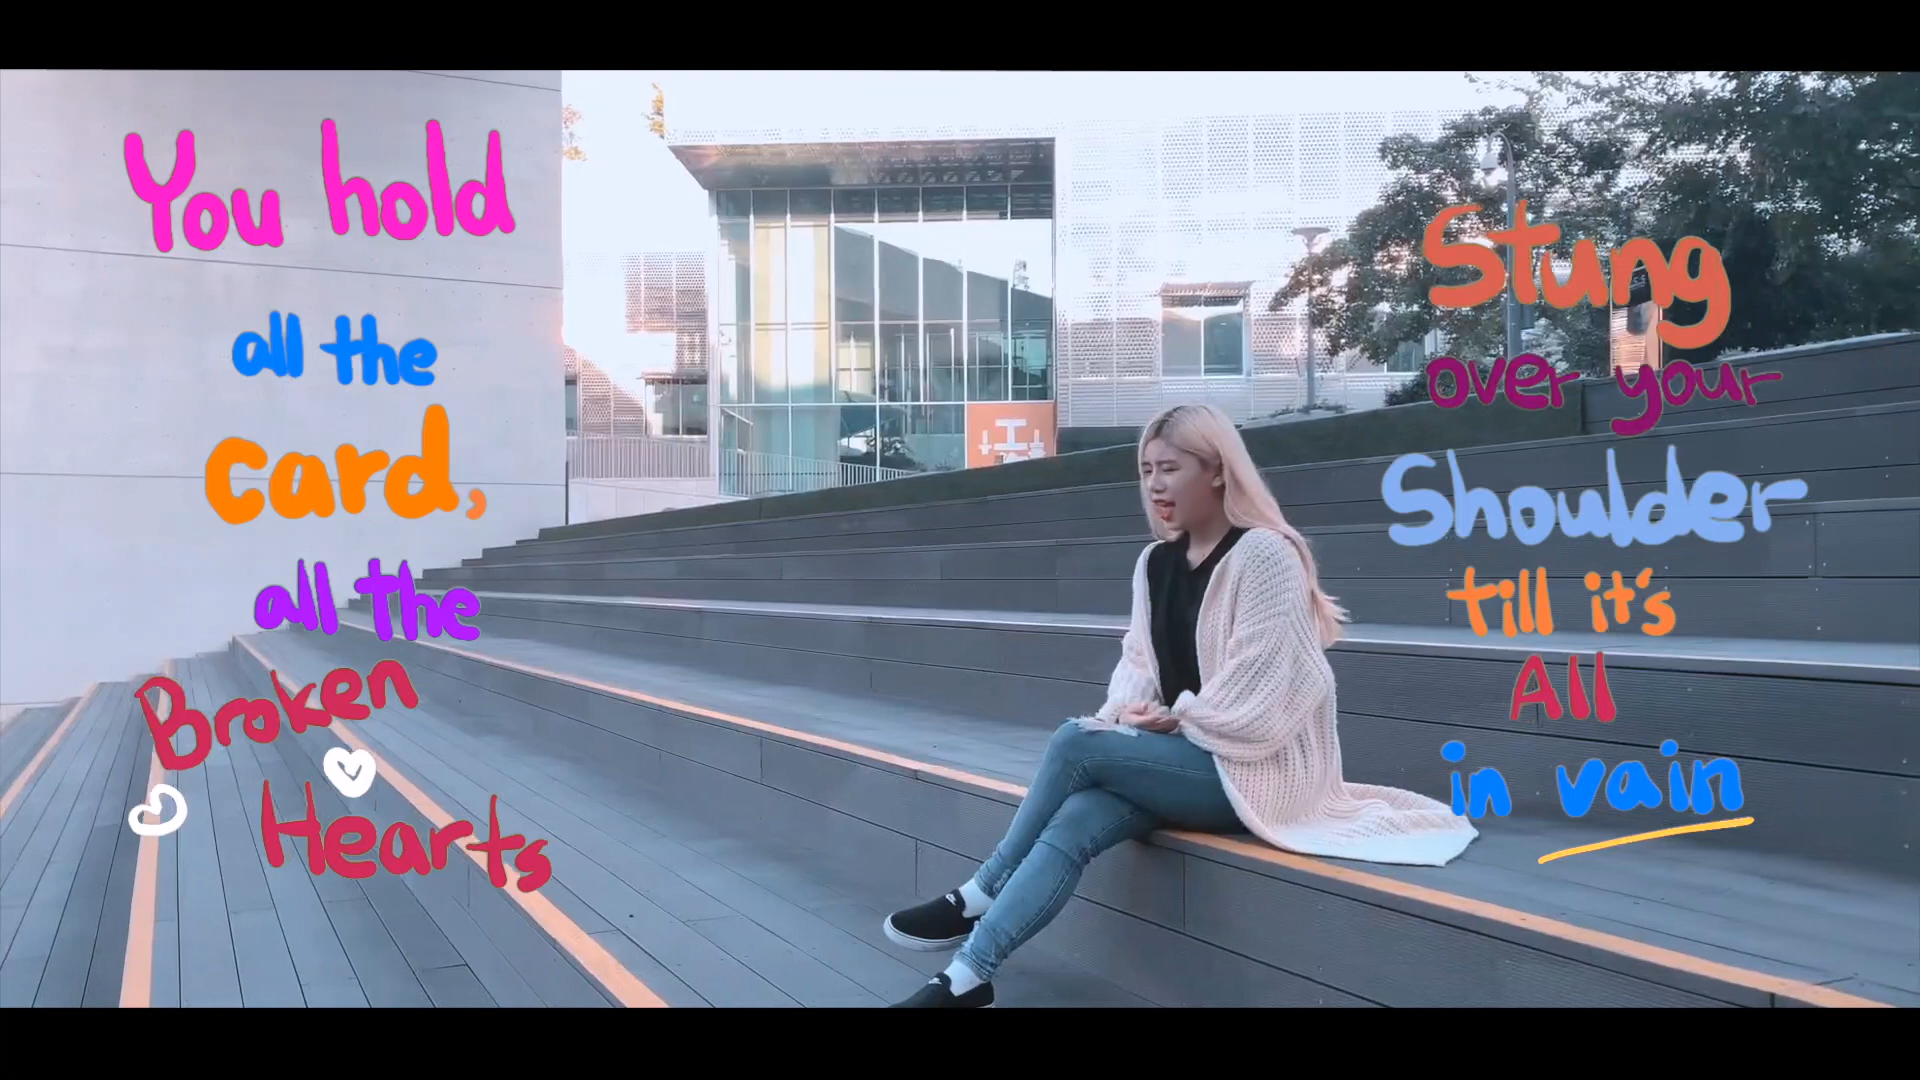 You hold
all the
card,
all the
Broken
Hearts
Stung
over your
Shoulder
till it's
All
in vain